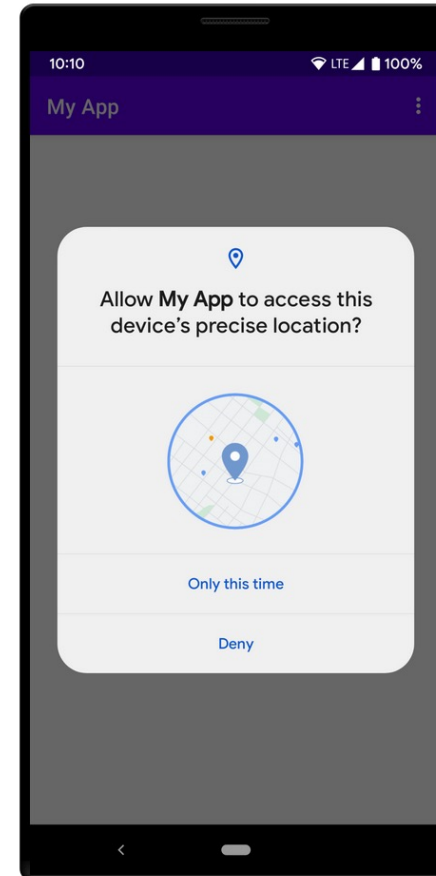 10:10 LTE 100%
My App
Allow My App to access this
device’s precise location?
Only this time
Deny